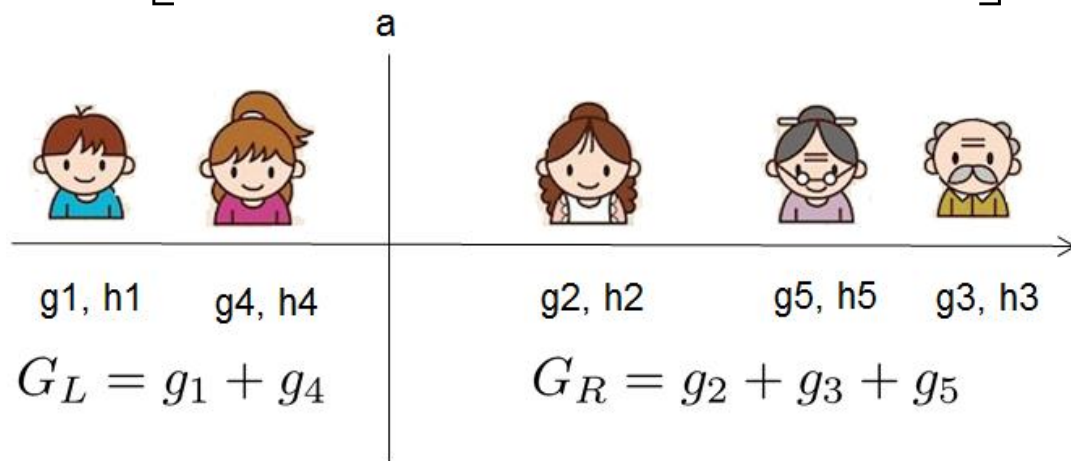 a
g1, h1 g4, h4 g2, h2 g5, h5 g3, h3
G_L = g_1 + g_4 G_R = g_2 + g_3 + g_5